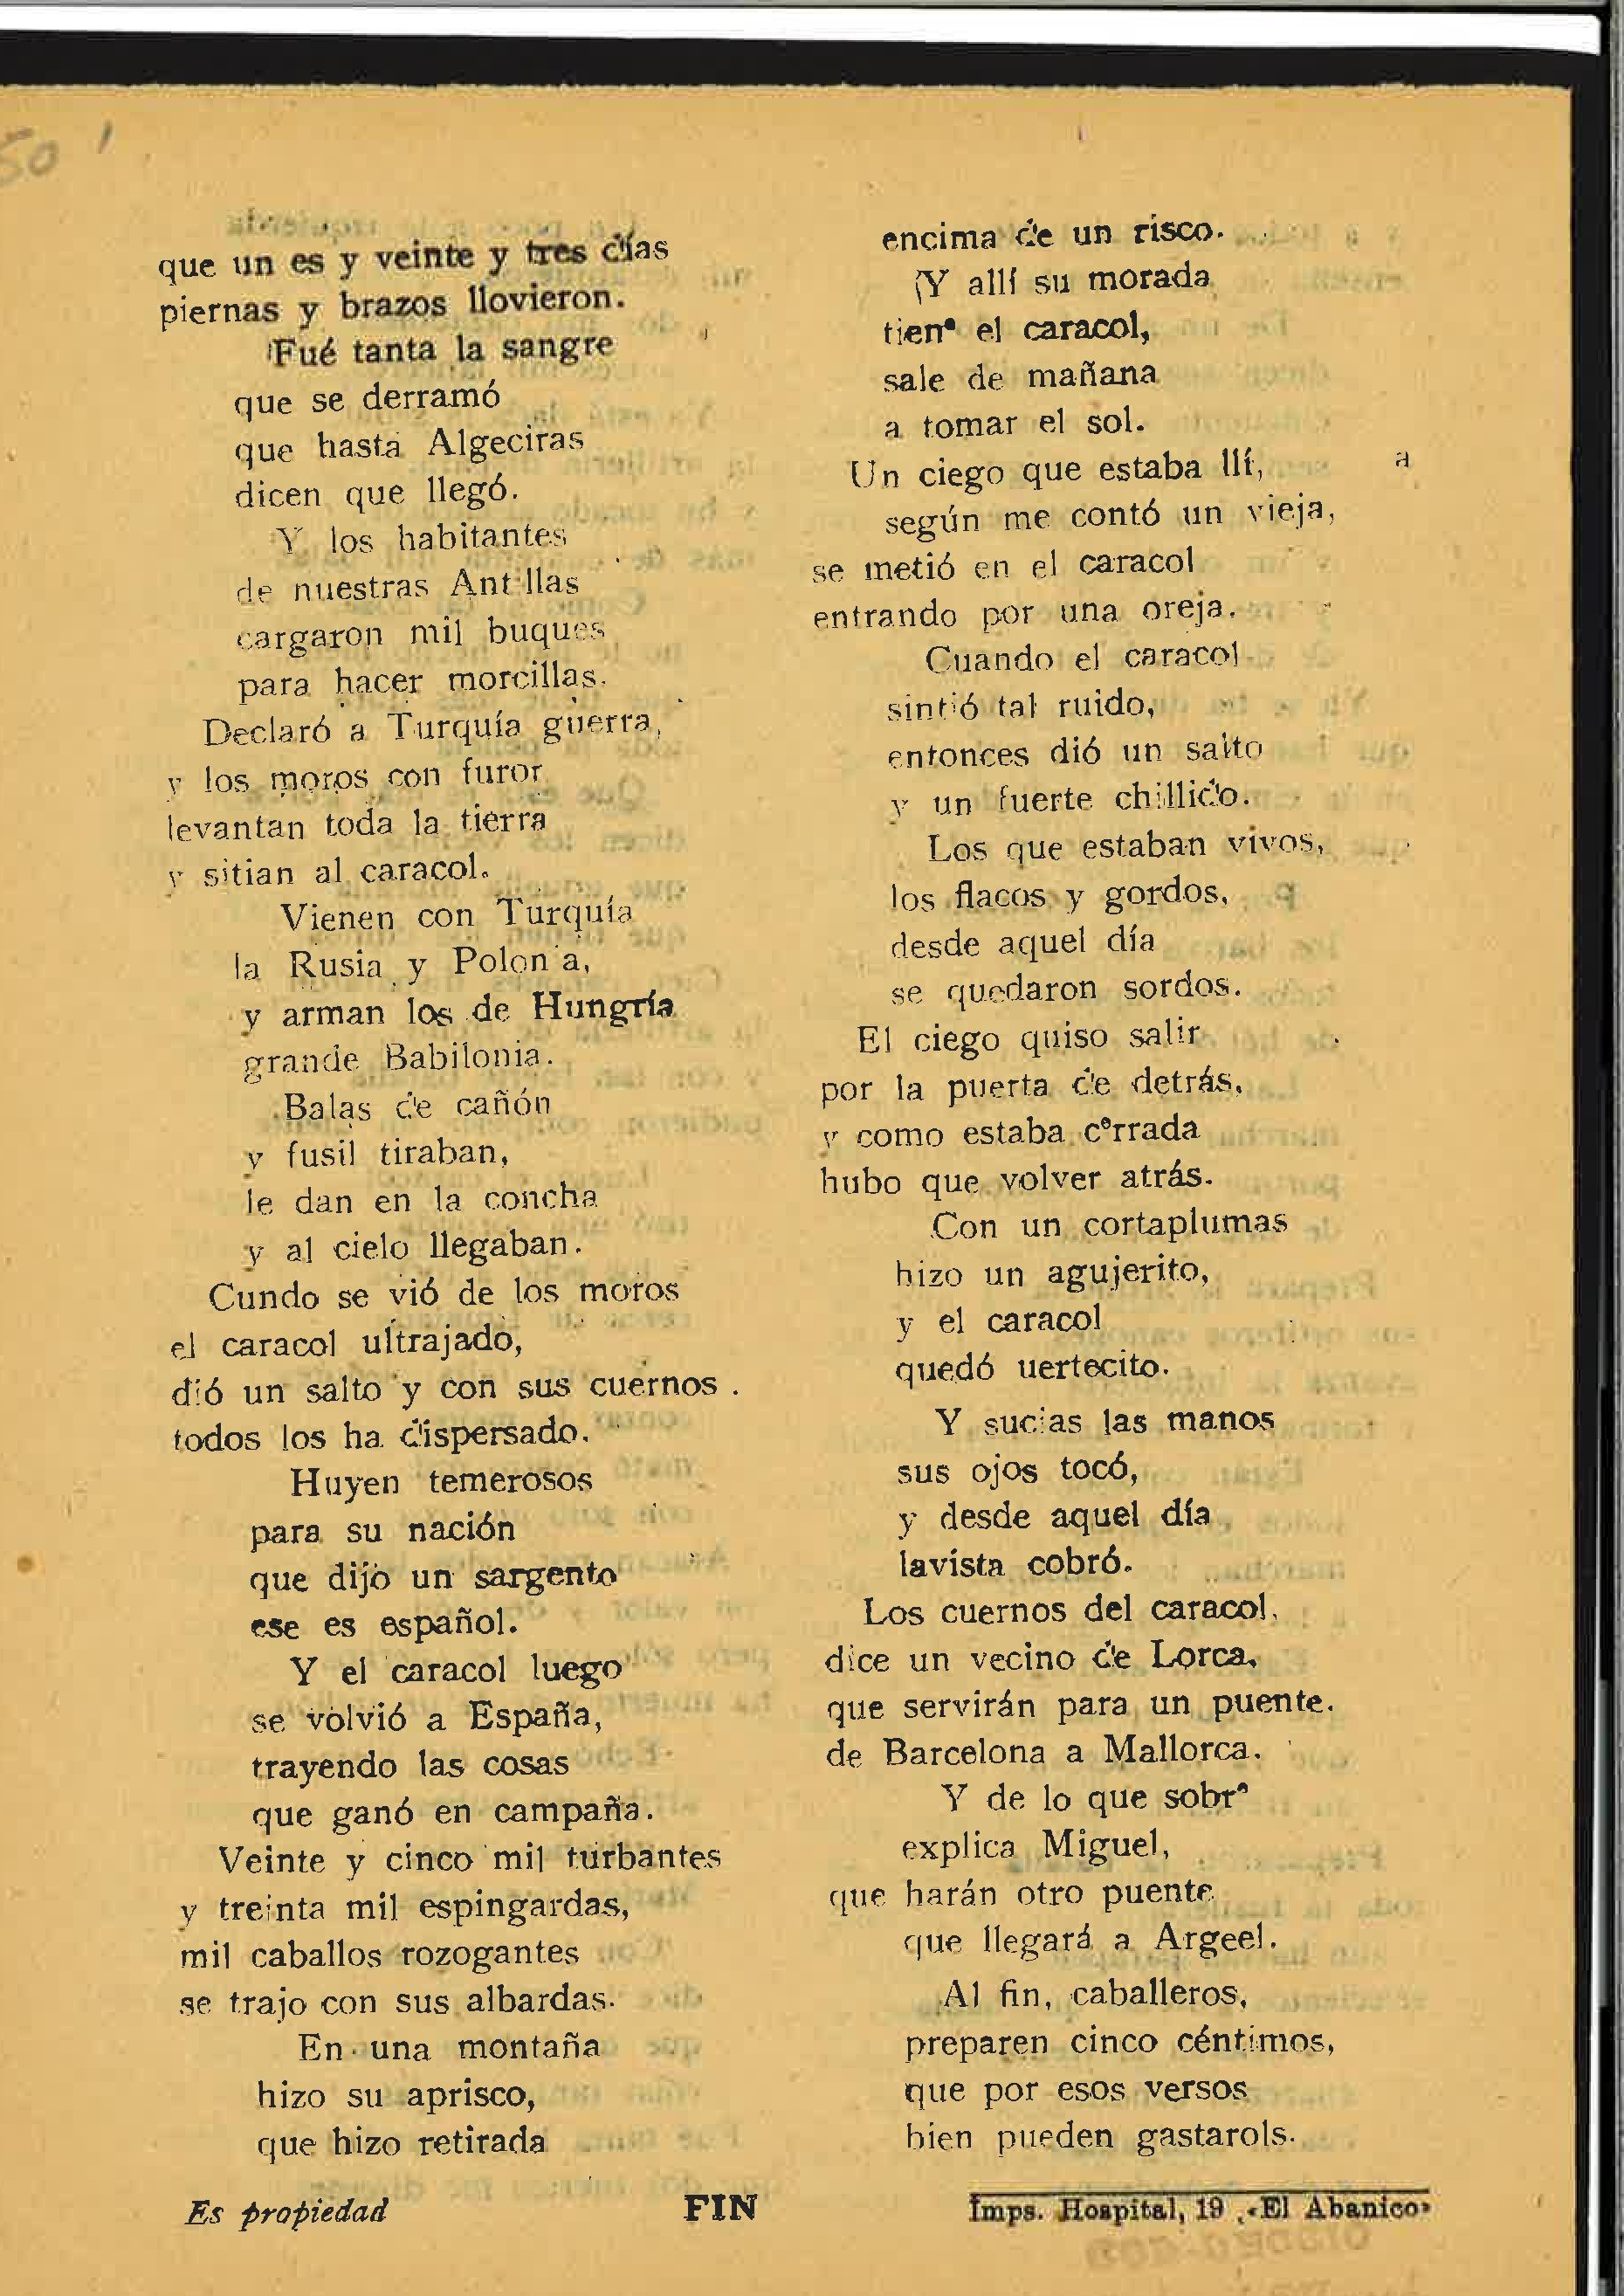 50
que un es y veinte y tres días
piernas y brazos llovieron.
Fué tanta la sangre
que se derramó
que hasta Algeciras
dicen que llegó.
Y los habitantes
de nuestras Ant llas
cargaron mil buques
para hacer morcillas.
Declaró a Turquía guerra,
y los moros con furor
levantan toda la tierra
y sitian al caracol.
Vienen con Turquía
la Rusia y Polon a,
y arman los de Hungría
grande Babilonia.
Balas de cañón
y fusil tiraban,
le dan en la concha
y al cielo llegaban.
Cundo se vió de los moros
el caracol ultrajado,
dió un salto y con sus cuernos .
todos los ha dispersado.
Huyen temerosos
para su nación
que dijo un sargento
ese es español.
Y el caracol luego
se volvió a España,
trayendo las cosas
que ganó en campaña.
Veinte y cinco mil turbantes
y treinta mil espingardas,
mil caballos rozogantes
se trajo con sus albardas.
En una montaña
hizo su aprisco,
que hizo retirada
encima de un risco.
¡Y allí su morada
tiene el caracol,
sale de mañana
a tomar el sol.
Un ciego que estaba llí, a
según me contó un vieja,
se metió en el caracol
entrando por una oreja.
Cuando el caracol
sintió tal ruido,
entonces dió un salto
y un fuerte chillido.
Los que estaban vivos,
los flacos y gordos,
desde aquel día
se quedaron sordos.
El ciego quiso salir
por la puerta de detrás,
y como estaba cerrada
hubo que volver atrás.
Con un cortaplumas
hizo un agujerito,
y el caracol
quedó uertecito.
Y sucias las manos
sus ojos tocó,
y desde aquel día
lavista cobró.
Los cuernos del caracol,
dice un vecino de Lorca,
que servirán para un puente.
de Barcelona a Mallorca.
Y de lo que sobra
explica Miguel,
que harán otro puente
que llegará a Argeel.
Al fin, caballeros,
preparen cinco céntimos,
que por esos versos
bien pueden gastarols.
Es propiedad
FIN
Imps. Hospital, 19 .«El Abanico»